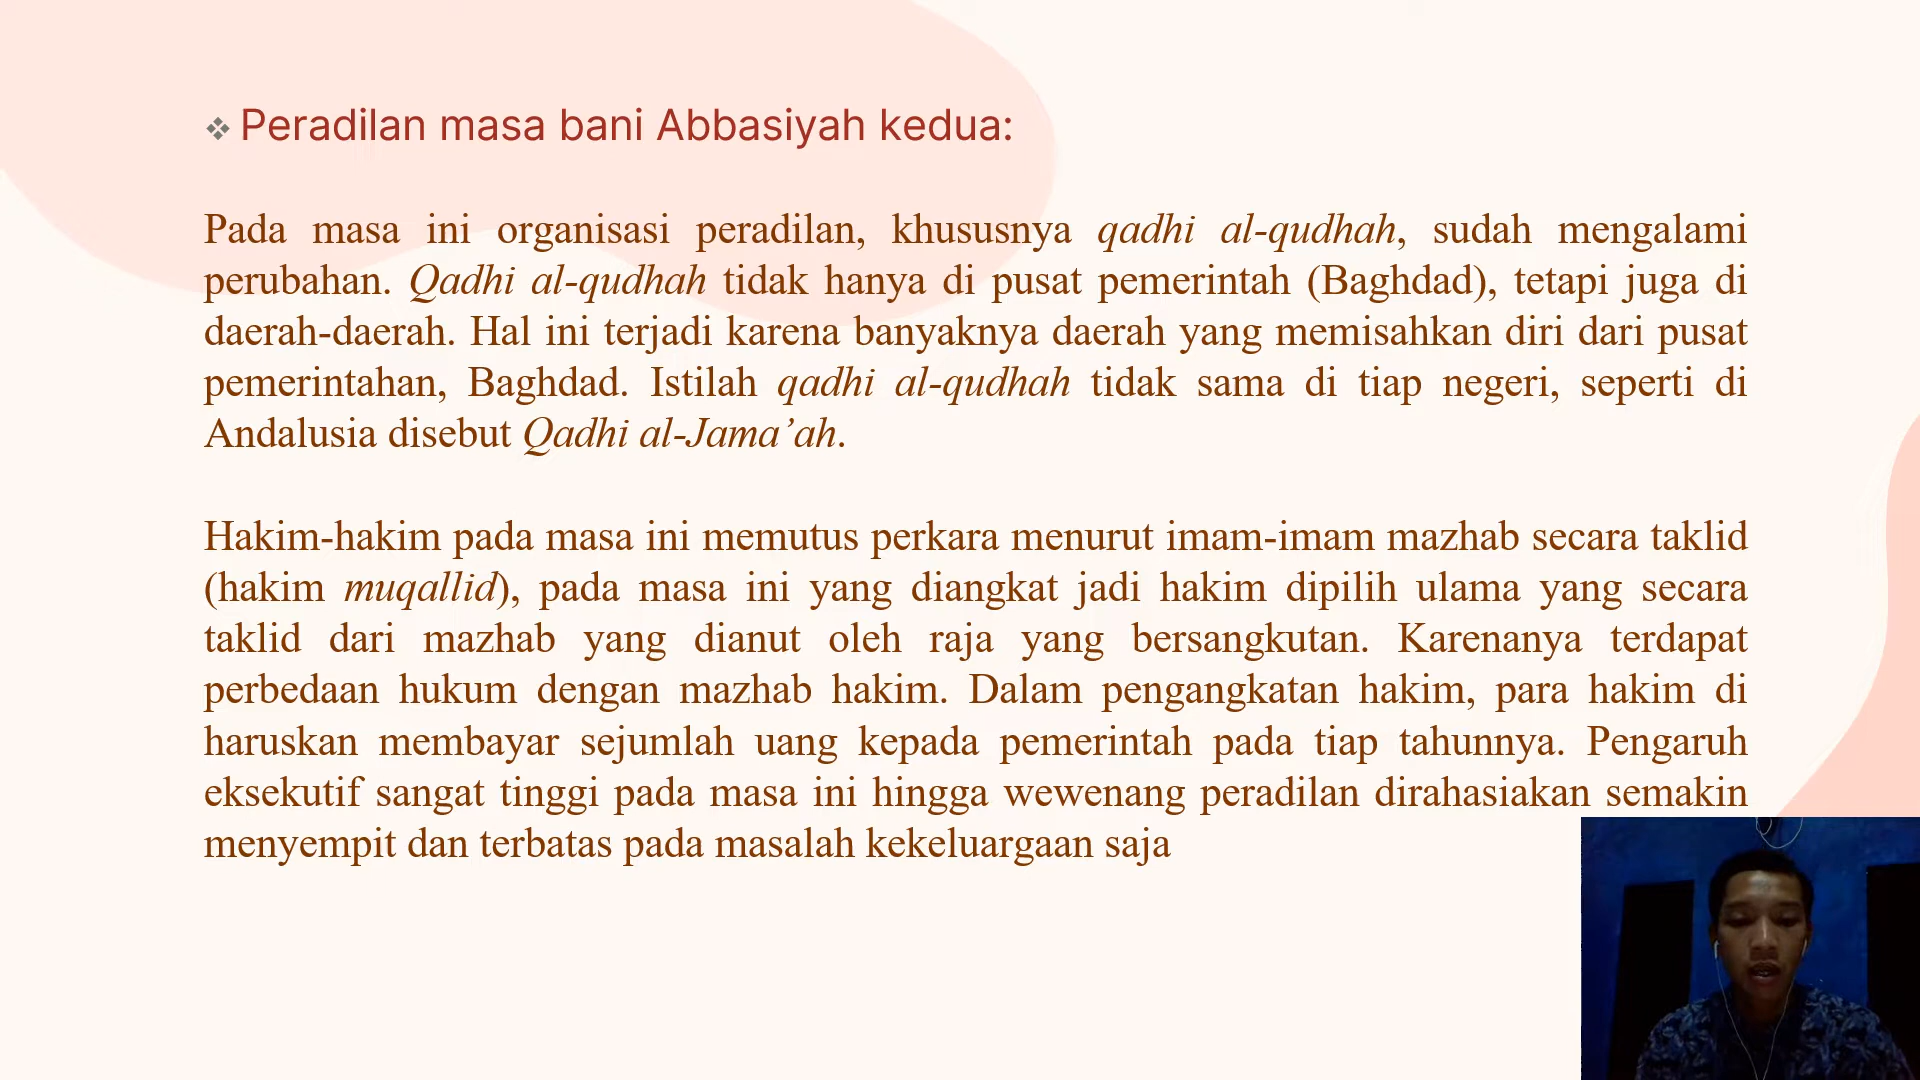 Peradilan masa bani Abbasiyah kedua:
Pada masa ini organisasi peradilan, khususnya qadhi al-qudhah, sudah mengalami
perubahan. Qadhi al-qudhah tidak hanya di pusat pemerintah (Baghdad), tetapi juga di
daerah-daerah. Hal ini terjadi karena banyaknya daerah yang memisahkan diri dari pusat
pemerintahan, Baghdad. Istilah qadhi al-qudhah tidak sama di tiap negeri, seperti di
Andalusia disebut Qadhi al-Jama’ah.
Hakim-hakim pada masa ini memutus perkara menurut imam-imam mazhab secara taklid
(hakim muqallid), pada masa ini yang diangkat jadi hakim dipilih ulama yang secara
taklid dari mazhab yang dianut oleh raja yang bersangkutan. Karenanya terdapat
perbedaan hukum dengan mazhab hakim. Dalam pengangkatan hakim, para hakim di
haruskan membayar sejumlah uang kepada pemerintah pada tiap tahunnya. Pengaruh
eksekutif sangat tinggi pada masa ini hingga wewenang peradilan dirahasiakan semakin
menyempit dan terbatas pada masalah kekeluargaan saja